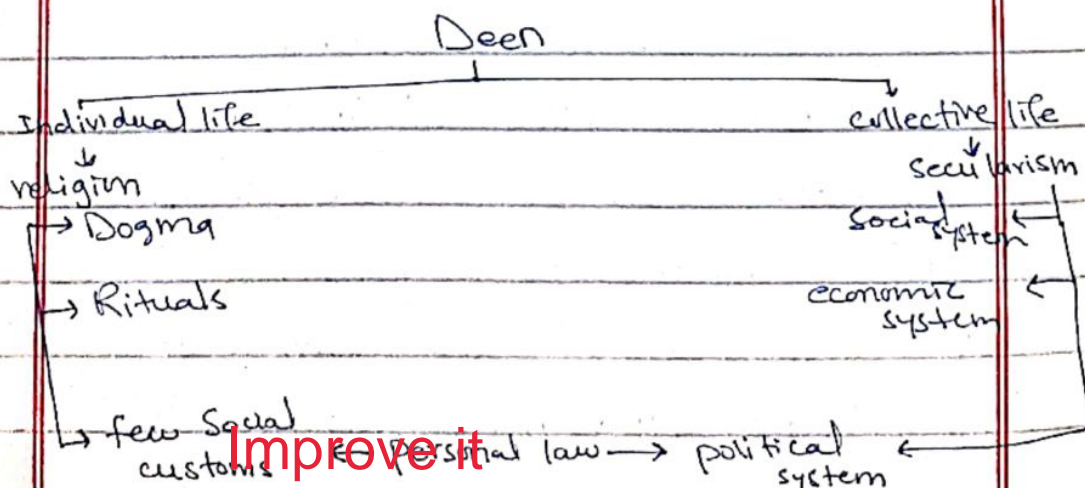 Deen
Individual life
collective life
religion
secularism
Dogma
Social
system
Rituals
economic
system
few Social
customs
personal law
political
system
Improve it